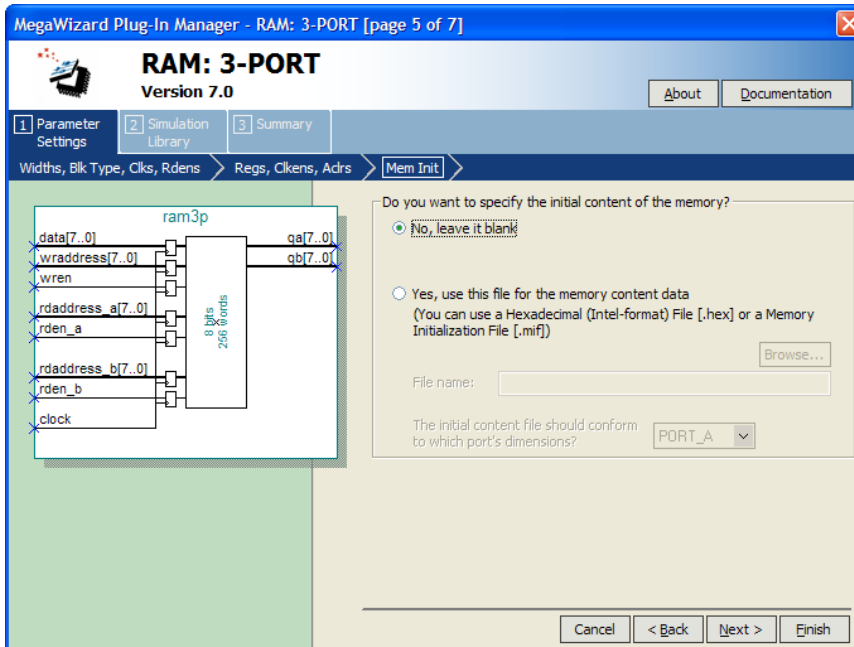 MegaWizard Plug-In Manager - RAM: 3-PORT [page 5 of 7]
RAM: 3-PORT
Version 7.0
About
Documentation
1 Parameter Settings
2 Simulation Library
3 Summary
Widths, Blk Type, Clks, Rdens
Regs, Clkens, Aclrs
Mem Init
ram3p
data[7..0]
wraddress[7..0]
wren
rdaddress_a[7..0]
rden_a
rdaddress_b[7..0]
rden_b
clock
qa[7..0]
qb[7..0]
8 bits
256 words
Do you want to specify the initial content of the memory?
No, leave it blank
Yes, use this file for the memory content data
(You can use a Hexadecimal (Intel-format) File [.hex] or a Memory
Initialization File [.mif])
Browse...
File name:
The initial content file should conform
to which port's dimensions?
PORT_A
Cancel
< Back
Next >
Finish